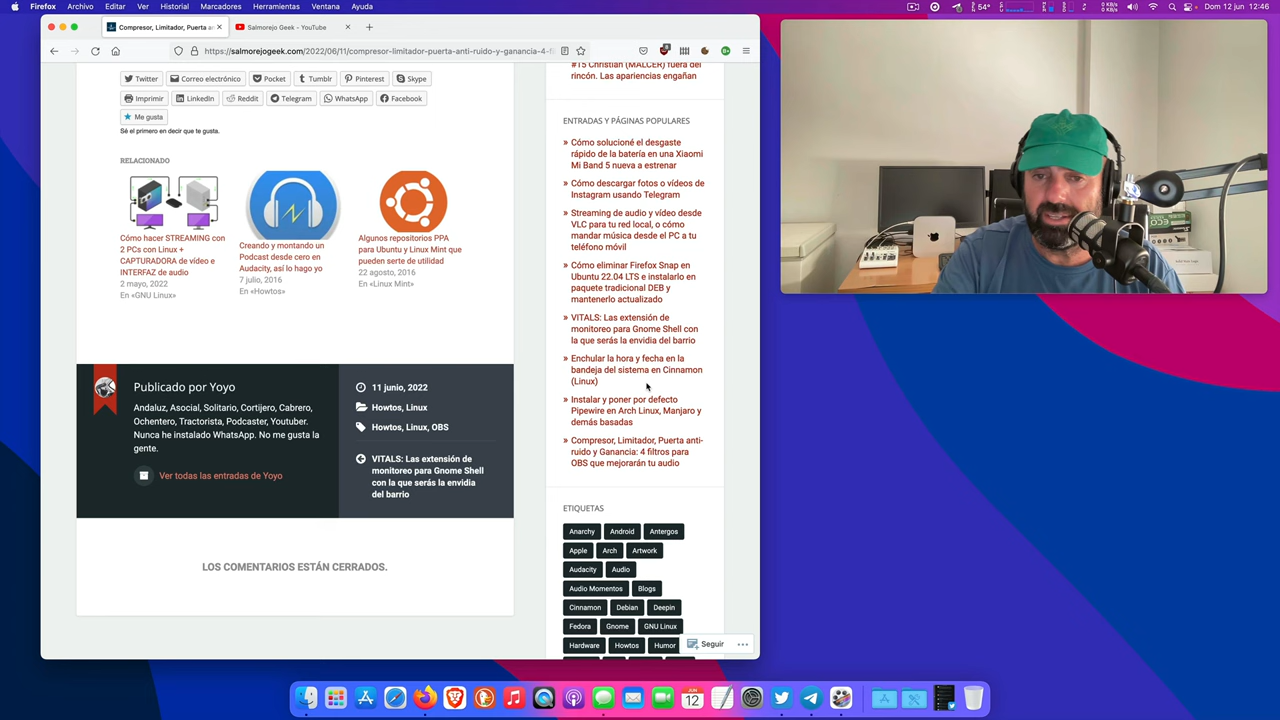 Firefox Archivo Editar Ver Historial Marcadores Herramientas Ventana Ayuda
54° Dom 12 jun 12:46
Compresor, Limitador, Puerta a
Salmorejo Geek - YouTube
https://salmorejogeek.com/2022/06/11/compresor-limitador-puerta-anti-ruido-y-ganancia-4-f
Twitter Correo electrónico Pocket Tumblr Pinterest Skype
Imprimir LinkedIn Reddit Telegram WhatsApp Facebook
Me gusta
Sé el primero en decir que te gusta.
RELACIONADO
Cómo hacer STREAMING con
2 PCs con Linux +
CAPTURADORA de vídeo e
INTERFAZ de audio
2 mayo, 2022
En «GNU Linux»
Creando y montando un
Podcast desde cero en
Audacity, así lo hago yo
7 julio, 2016
En «Howtos»
Algunos repositorios PPA
para Ubuntu y Linux Mint que
pueden serte de utilidad
22 agosto, 2016
En «Linux Mint»
Publicado por Yoyo
Andaluz, Asocial, Solitario, Cortijero, Cabrero,
Ochentero, Tractorista, Podcaster, Youtuber.
Nunca he instalado WhatsApp. No me gusta la
gente.
Ver todas las entradas de Yoyo
11 junio, 2022
Howtos, Linux
Howtos, Linux, OBS
VITALS: Las extensión de
monitoreo para Gnome Shell
con la que serás la envidia
del barrio
LOS COMENTARIOS ESTÁN CERRADOS.
#15 Christian (MALCER) fuera del
rincón. Las apariencias engañan
ENTRADAS Y PÁGINAS POPULARES
» Cómo solucioné el desgaste
rápido de la batería en una Xiaomi
Mi Band 5 nueva a estrenar
» Cómo descargar fotos o vídeos de
Instagram usando Telegram
» Streaming de audio y vídeo desde
VLC para tu red local, o cómo
mandar música desde el PC a tu
teléfono móvil
» Cómo eliminar Firefox Snap en
Ubuntu 22.04 LTS e instalarlo en
paquete tradicional DEB y
mantenerlo actualizado
» VITALS: Las extensión de
monitoreo para Gnome Shell con
la que serás la envidia del barrio
» Enchular la hora y fecha en la
bandeja del sistema en Cinnamon
(Linux)
» Instalar y poner por defecto
Pipewire en Arch Linux, Manjaro y
demás basadas
» Compresor, Limitador, Puerta anti-
ruido y Ganancia: 4 filtros para
OBS que mejorarán tu audio
ETIQUETAS
Anarchy Android Antergos
Apple Arch Artwork
Audacity Audio
Audio Momentos Blogs
Cinnamon Debian Deepin
Fedora Gnome GNU Linux
Hardware Howtos Humor
Seguir
JUN
12